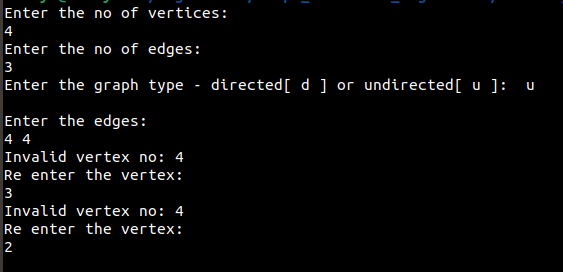 Enter the no of vertices:
4
Enter the no of edges:
3
Enter the graph type - directed[ d ] or undirected[ u ]:  u
Enter the edges:
4 4
Invalid vertex no: 4
Re enter the vertex:
3
Invalid vertex no: 4
Re enter the vertex:
2